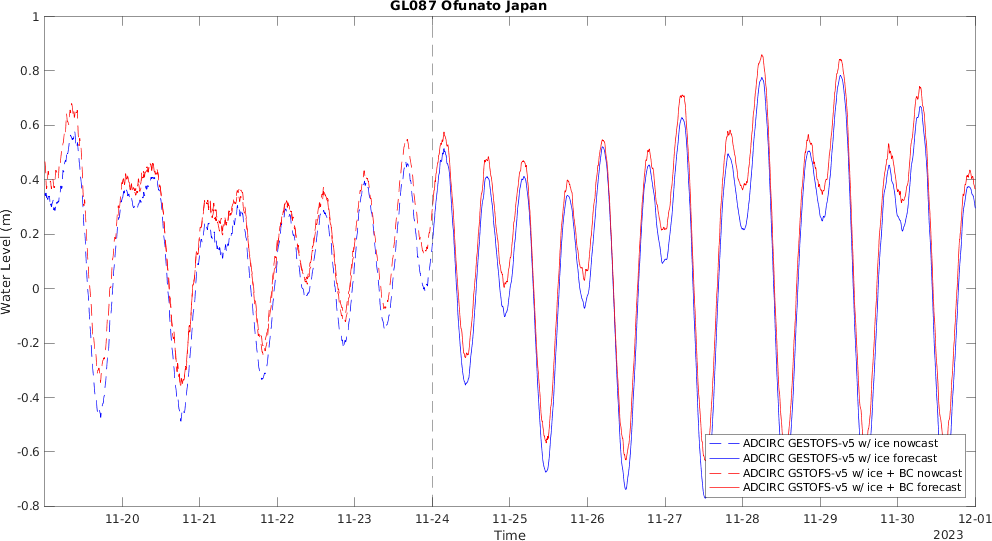 GL087 Ofunato Japan
Water Level (m)
1
0.8
0.6
0.4
0.2
0
-0.2
-0.4
-0.6
-0.8
ADCIRC GESTOFS-v5 w/ ice nowcast
ADCIRC GESTOFS-v5 w/ ice forecast
ADCIRC GSTOFS-v5 w/ ice + BC nowcast
ADCIRC GSTOFS-v5 w/ ice + BC forecast
11-20 11-21 11-22 11-23 11-24 11-25 11-26 11-27 11-28 11-29 11-30 12-01
Time
2023